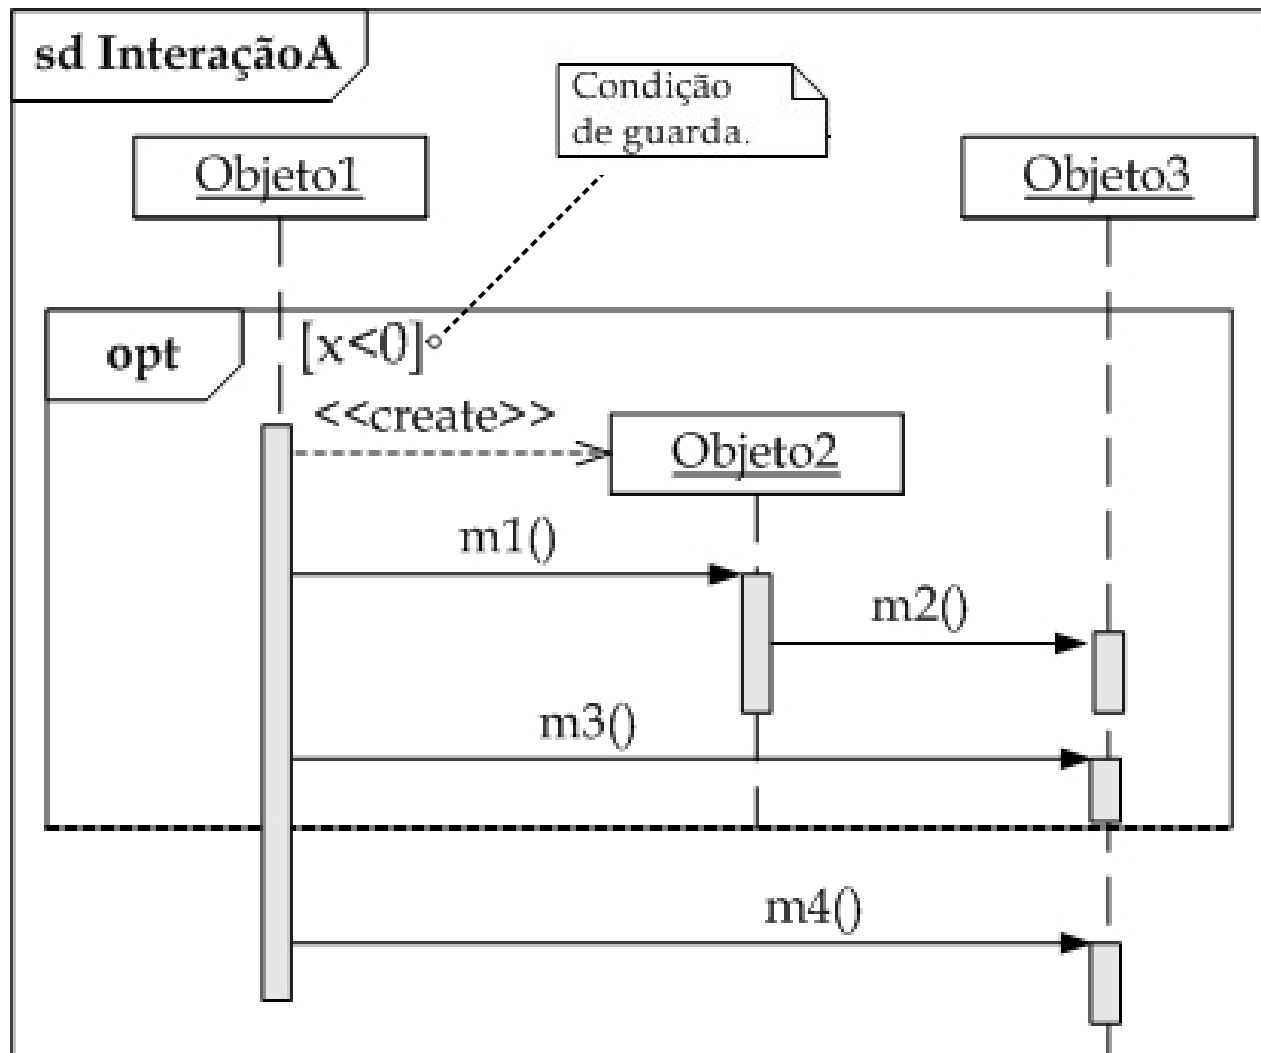 sd InteraçãoA
Condição
de guarda.
Objeto1
Objeto3
opt
[x<0]
<<create>>
Objeto2
m1()
m2()
m3()
m4()